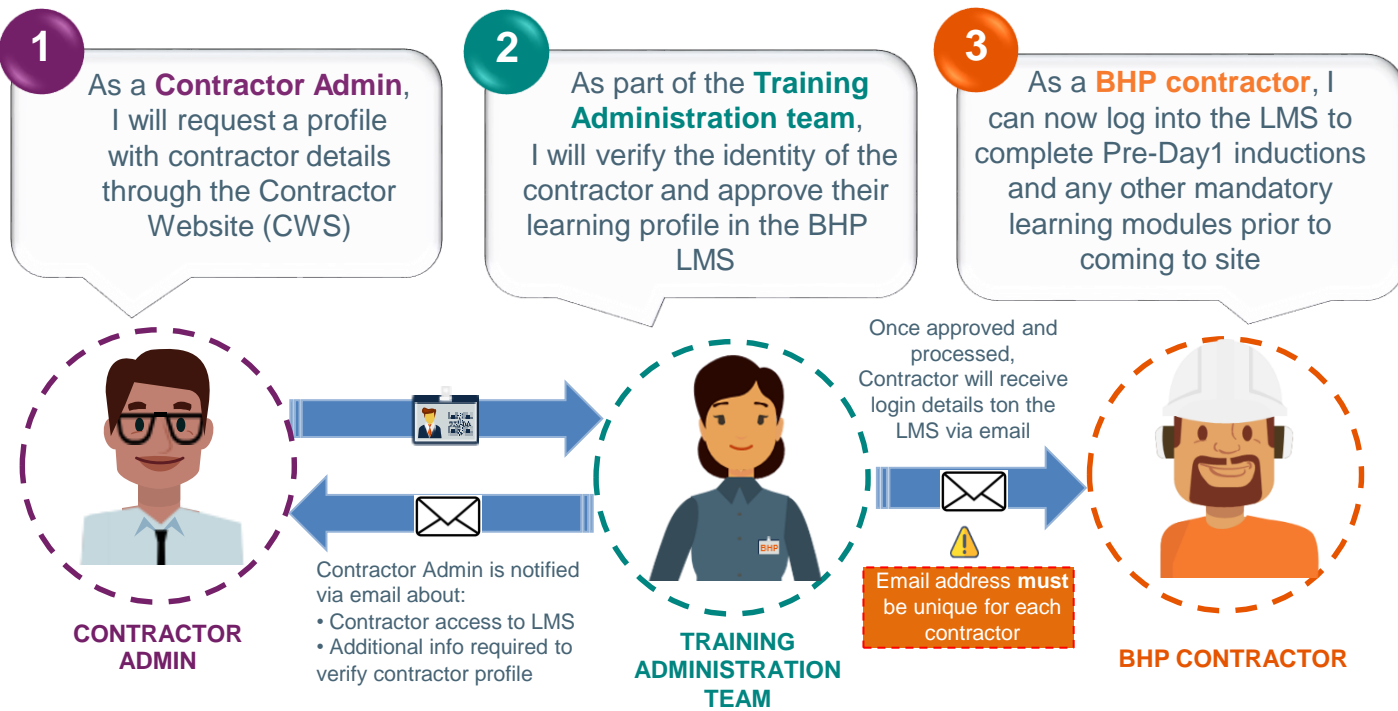 1
As a Contractor Admin,
I will request a profile
with contractor details
through the Contractor
Website (CWS)
2
As part of the Training
Administration team,
I will verify the identity of the
contractor and approve their
learning profile in the BHP
LMS
3
As a BHP contractor, I
can now log into the LMS to
complete Pre-Day1 inductions
and any other mandatory
learning modules prior to
coming to site
Once approved and
processed,
Contractor will receive
login details ton the
LMS via email
BHP
Contractor Admin is notified
via email about:
• Contractor access to LMS
• Additional info required to
verify contractor profile
Email address must
be unique for each
contractor
CONTRACTOR
ADMIN
TRAINING
ADMINISTRATION
TEAM
BHP CONTRACTOR